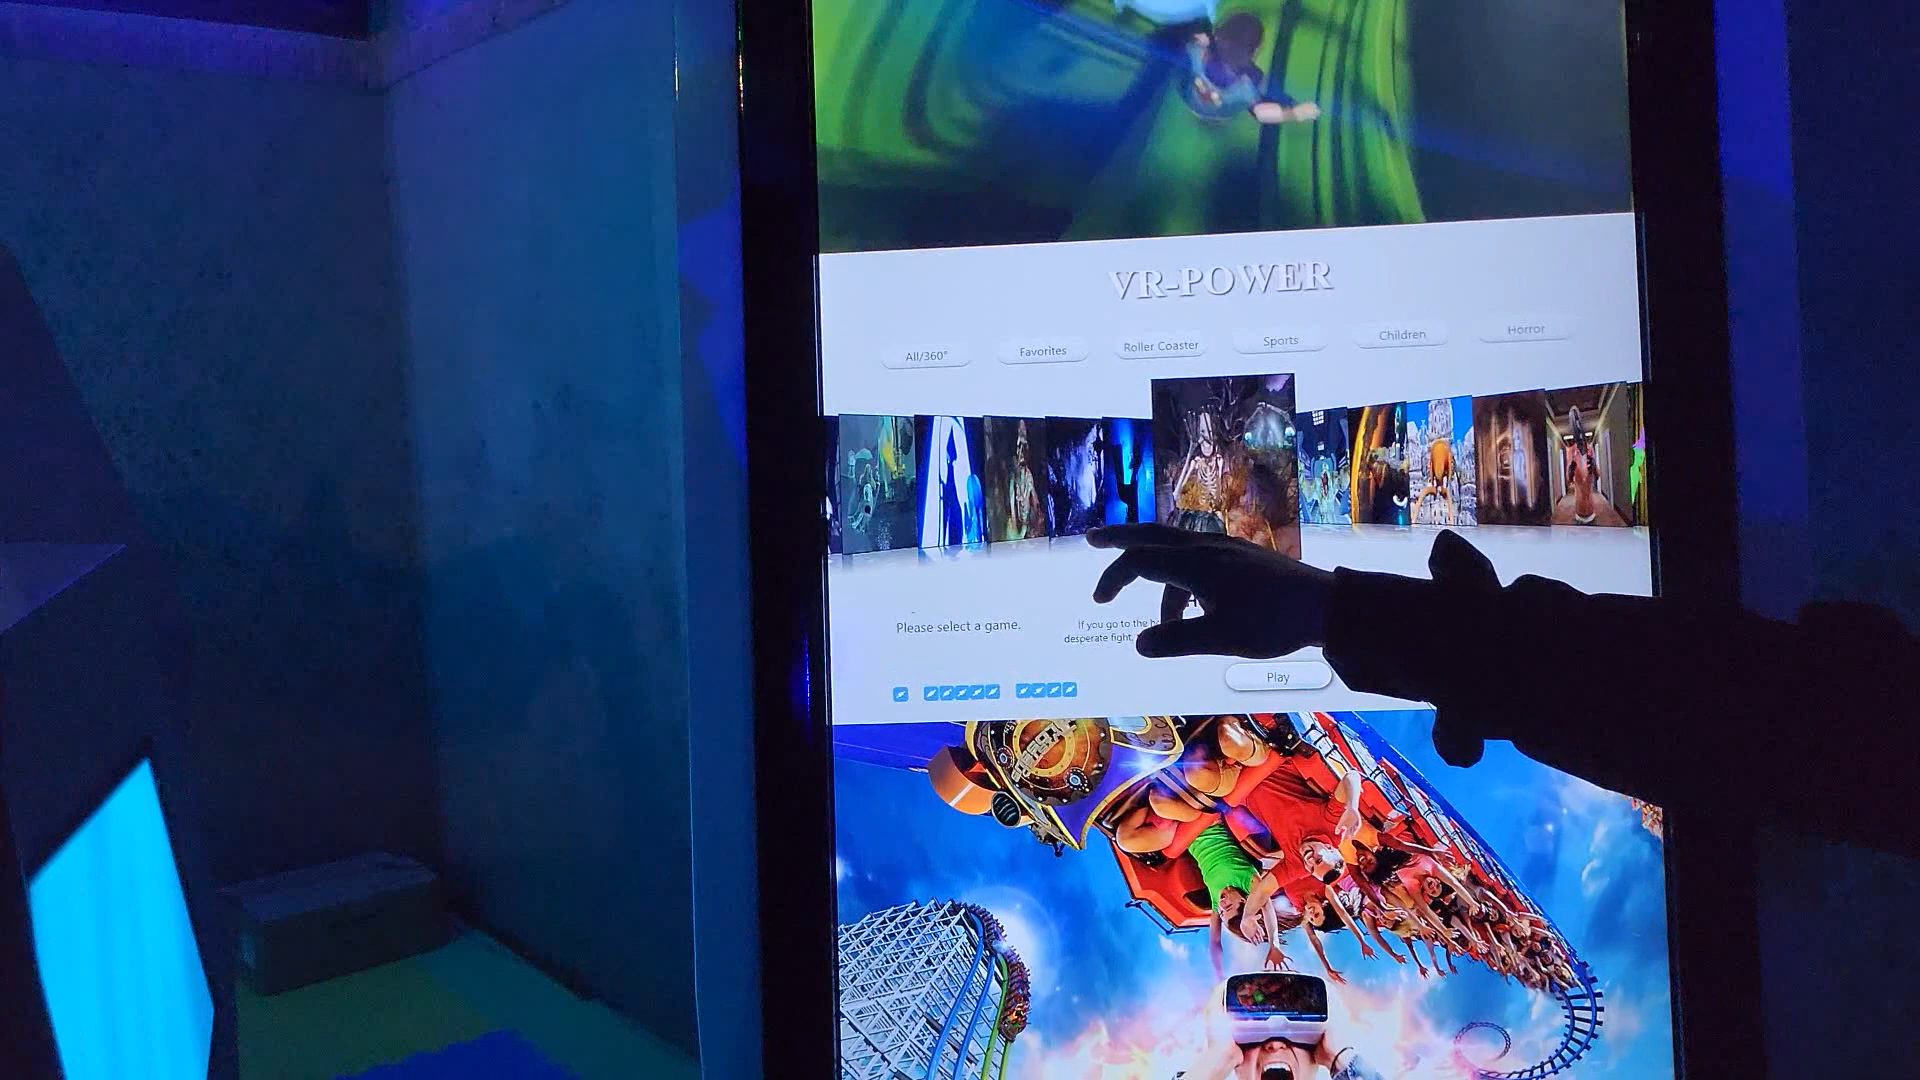 VR-POWER
All/360°
Favorites
Roller Coaster
Sports
Children
Horror
Please select a game.
If you go to the
desperate fight,
Play